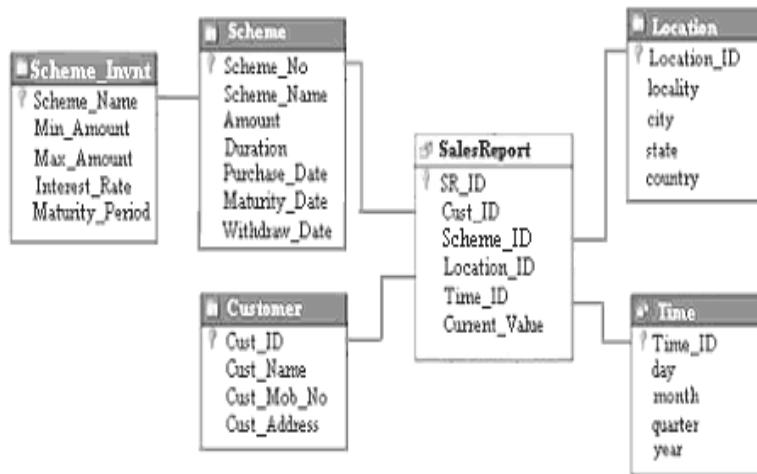 Scheme_Invnt
Scheme_Name
Min_Amount
Max_Amount
Interest_Rate
Maturity_Period
Scheme
Scheme_No
Scheme_Name
Amount
Duration
Purchase_Date
Maturity_Date
Withdraw_Date
Customer
Cust_ID
Cust_Name
Cust_Mob_No
Cust_Address
SalesReport
SR_ID
Cust_ID
Scheme_ID
Location_ID
Time_ID
Current_Value
Location
Location_ID
locality
city
state
country
Time
Time_ID
day
month
quarter
year